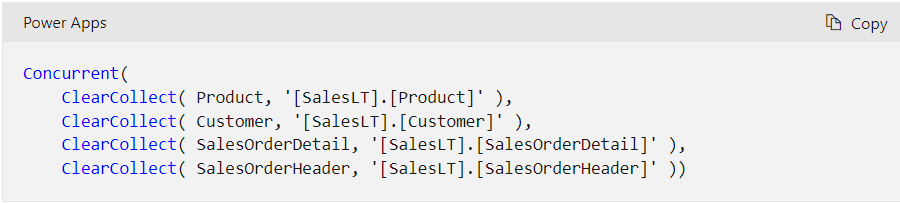 Power Apps
Copy
Concurrent(
    ClearCollect( Product, '[SalesLT].[Product]' ),
    ClearCollect( Customer, '[SalesLT].[Customer]' ),
    ClearCollect( SalesOrderDetail, '[SalesLT].[SalesOrderDetail]' ),
    ClearCollect( SalesOrderHeader, '[SalesLT].[SalesOrderHeader]' ))